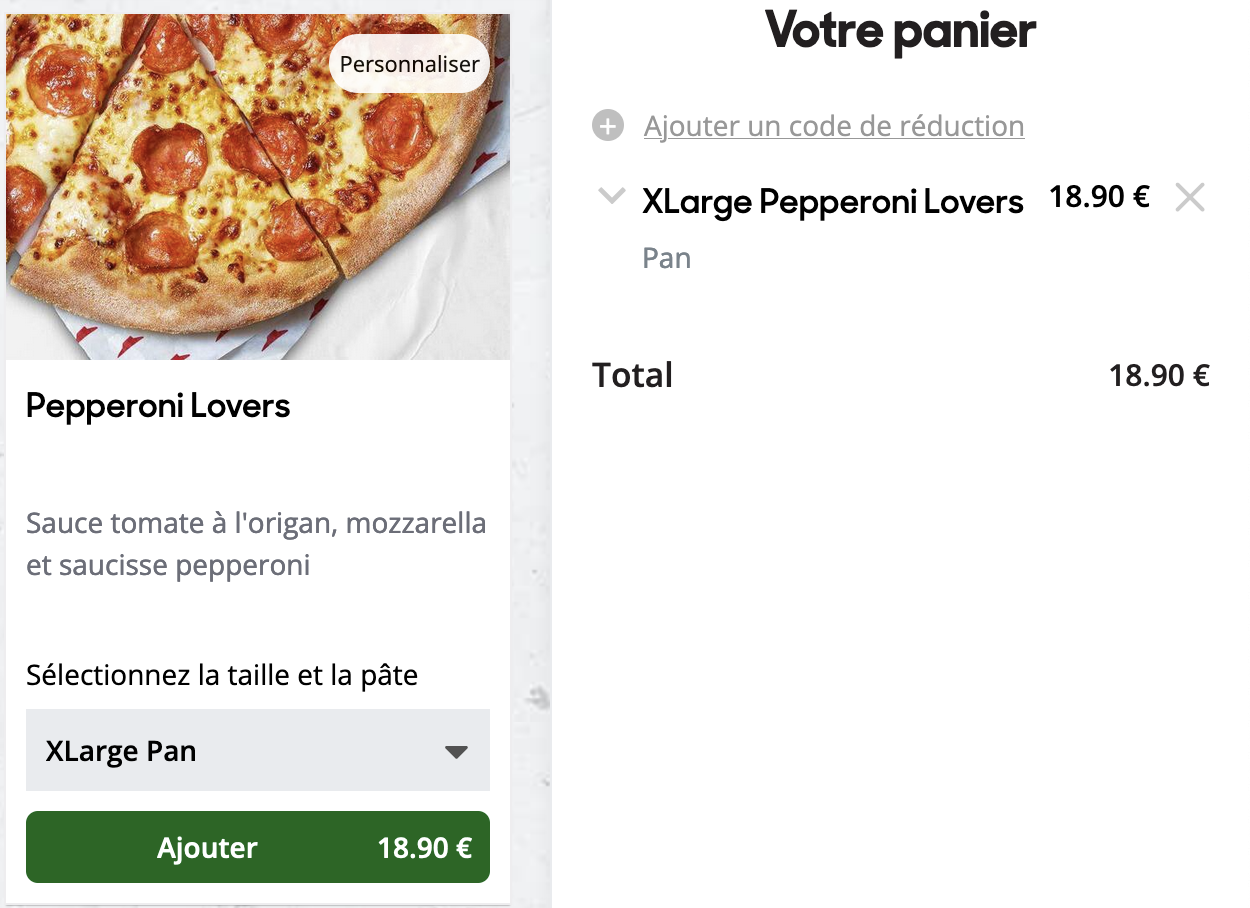 Personnaliser
Pepperoni Lovers
Sauce tomate à l'origan, mozzarella
et saucisse pepperoni
Sélectionnez la taille et la pâte
XLarge Pan
Ajouter 18.90 €
Votre panier
Ajouter un code de réduction
XLarge Pepperoni Lovers 18.90 €
Pan
Total 18.90 €